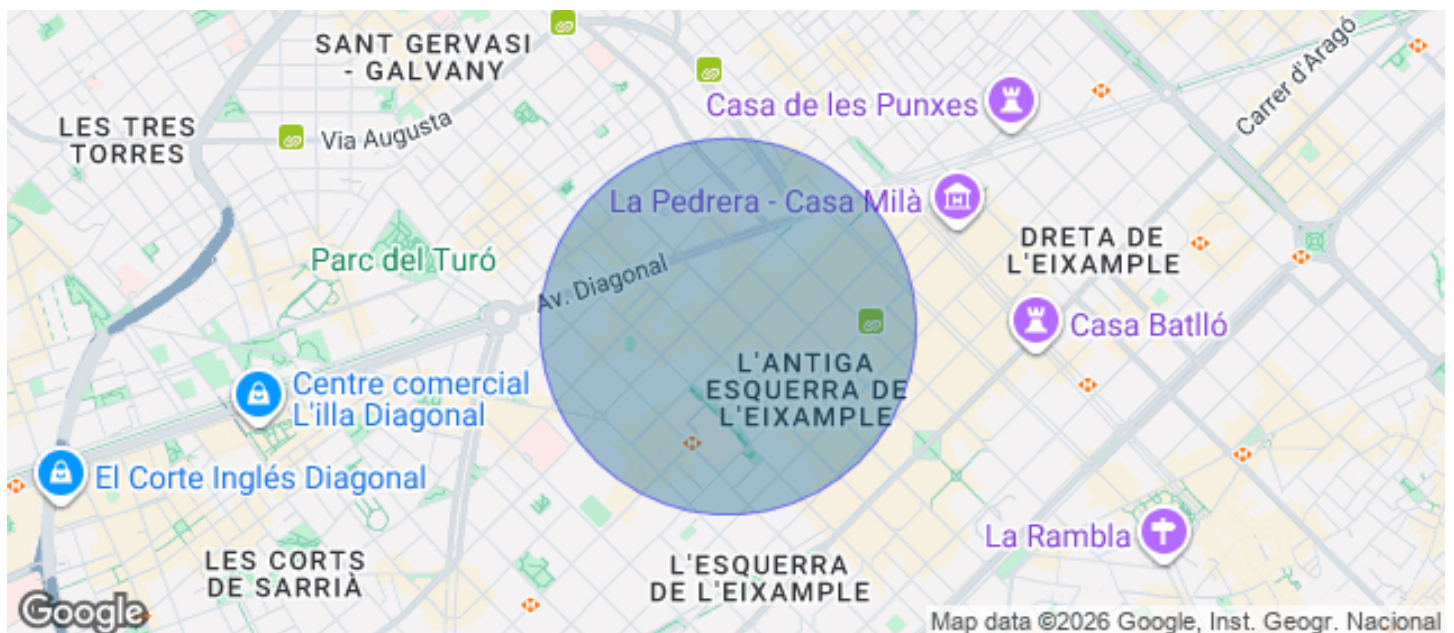 SANT GERVASI
- GALVANY
Casa de les Punxes
Carrer d'Aragó
LES TRES
TORRES
Via Augusta
La Pedrera - Casa Milà
DRETA DE
L'EIXAMPLE
Parc del Turó
Av. Diagonal
Casa Batlló
L'ANTIGA
ESQUERRA DE
L'EIXAMPLE
Centre comercial
L'illa Diagonal
El Corte Inglés Diagonal
La Rambla
LES CORTS
DE SARRIÀ
L'ESQUERRA
DE L'EIXAMPLE
Google
Map data ©2026 Google, Inst. Geogr. Nacional